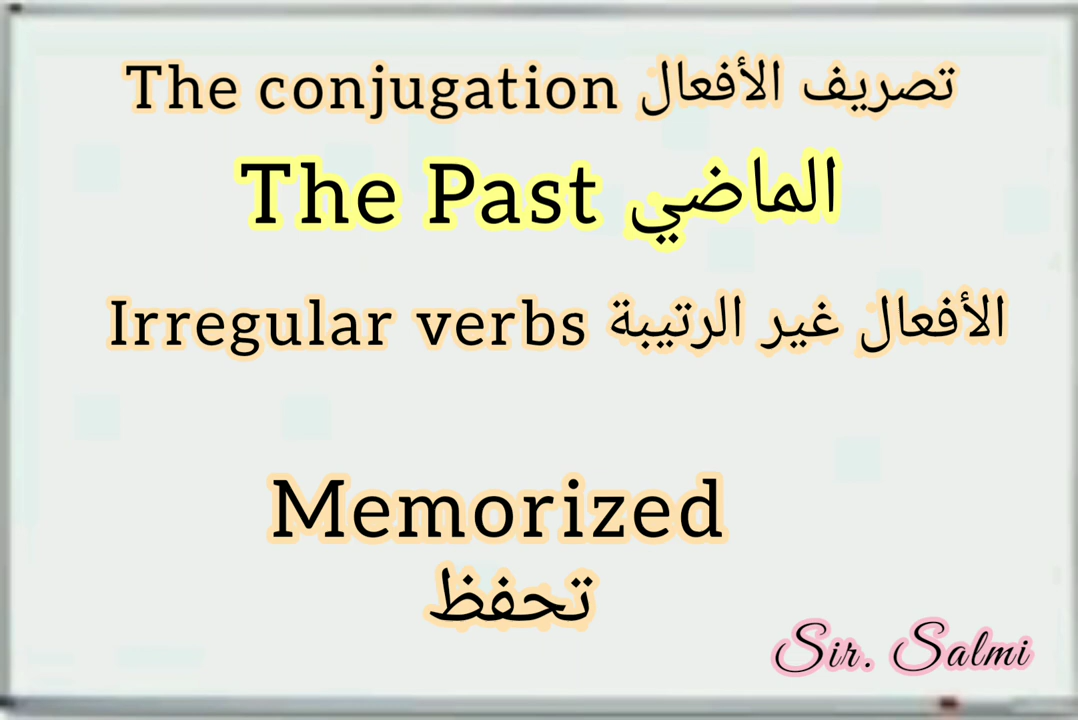 The conjugation تصريف الأفعال
The Past الماضي
Irregular verbs الأفعال غير الرتيبة
Memorized
تحفظ
Sir. Salmi